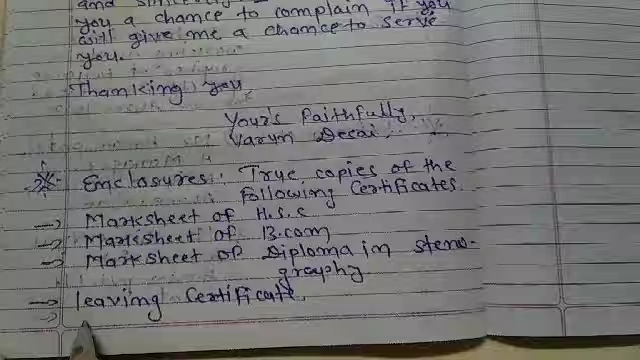 and sincerely
you a chance to complain if you
will give me a chance to serve
you.
Thanking you,
Your's Faithfully,
Varun Desai.
Enclosures: True copies of the
following Certificates.
→ Marksheet of H.S.C
→ Marksheet of B.com
→ Marksheet of Diploma in steno-
graphy
→ leaving Certificate.